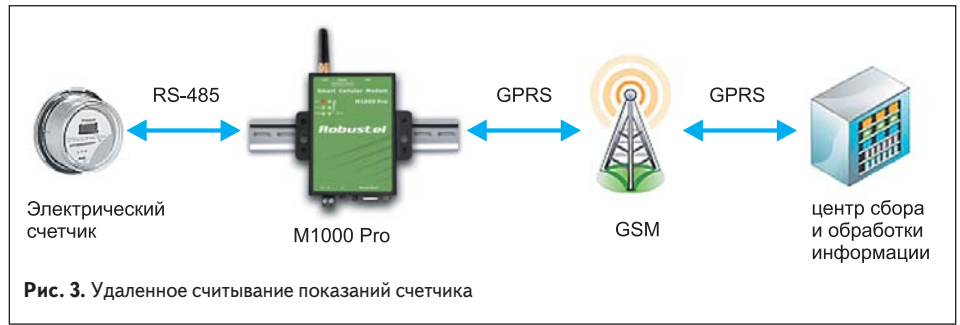 RS-485
GPRS
GPRS
Smart Cellular Modem
M1000 Pro
Robustel
Электрический
счетчик
M1000 Pro
GSM
центр сбора
и обработки
информации
Рис. 3. Удаленное считывание показаний счетчика